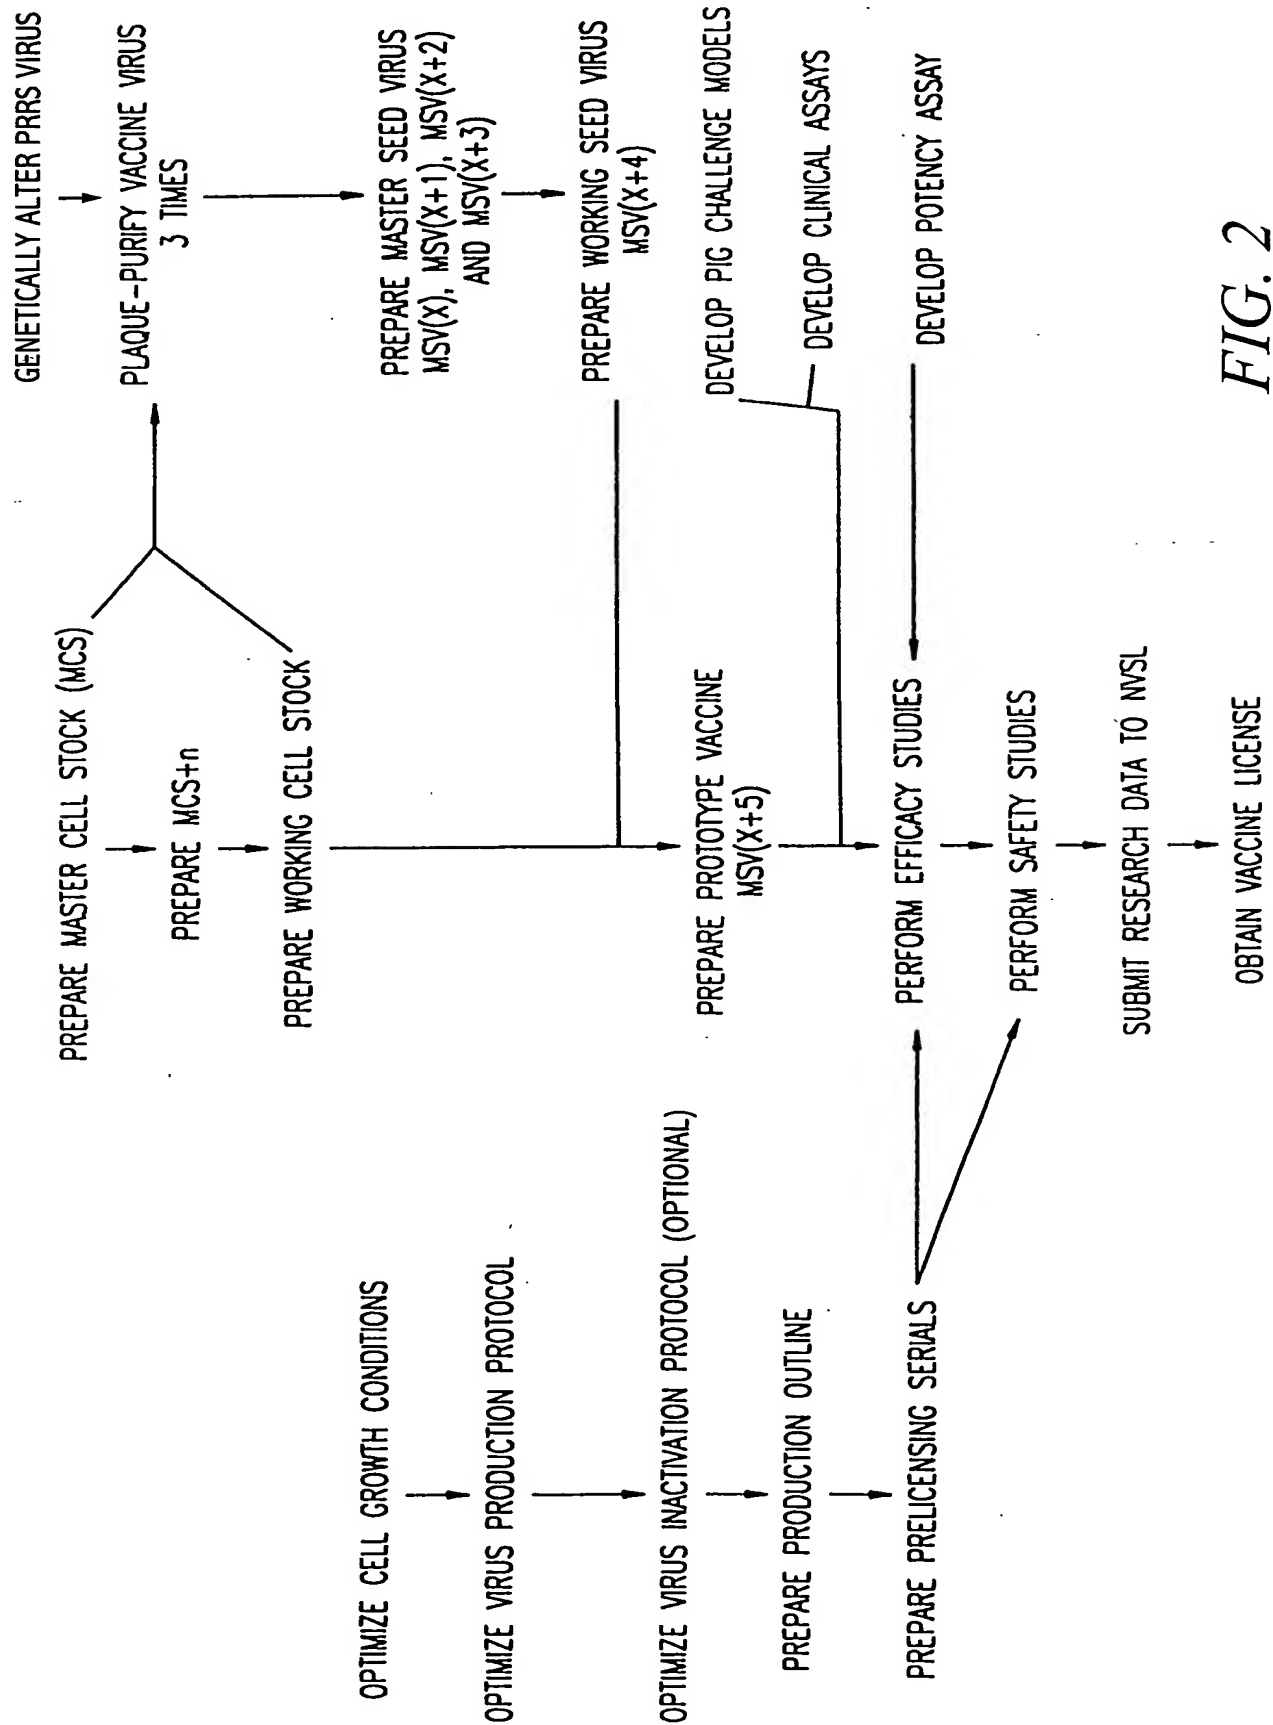 OPTIMIZE CELL GROWTH CONDITIONS
OPTIMIZE VIRUS PRODUCTION PROTOCOL
OPTIMIZE VIRUS INACTIVATION PROTOCOL (OPTIONAL)
PREPARE PRODUCTION OUTLINE
PREPARE PRELICENSING SERIALS
PREPARE MASTER CELL STOCK (MCS)
PREPARE MCS+n
PREPARE WORKING CELL STOCK
PREPARE PROTOTYPE VACCINE
MSV(X+5)
PERFORM EFFICACY STUDIES
PERFORM SAFETY STUDIES
SUBMIT RESEARCH DATA TO NVSL
OBTAIN VACCINE LICENSE
GENETICALLY ALTER PRRS VIRUS
PLAQUE-PURIFY VACCINE VIRUS
3 TIMES
PREPARE MASTER SEED VIRUS
MSV(X), MSV(X+1), MSV(X+2)
AND MSV(X+3)
PREPARE WORKING SEED VIRUS
MSV(X+4)
DEVELOP PIG CHALLENGE MODELS
DEVELOP CLINICAL ASSAYS
DEVELOP POTENCY ASSAY
FIG. 2